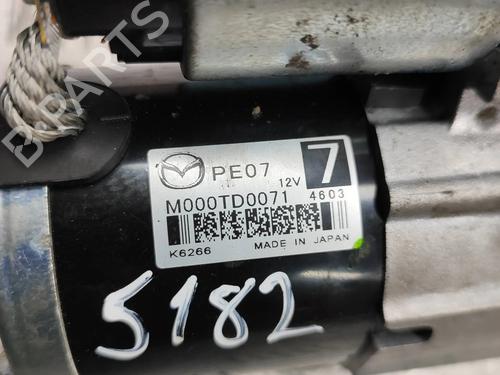 B-PARTS
PE07 12V 7
M000TD0071 4603
K6266 MADE IN JAPAN
5182